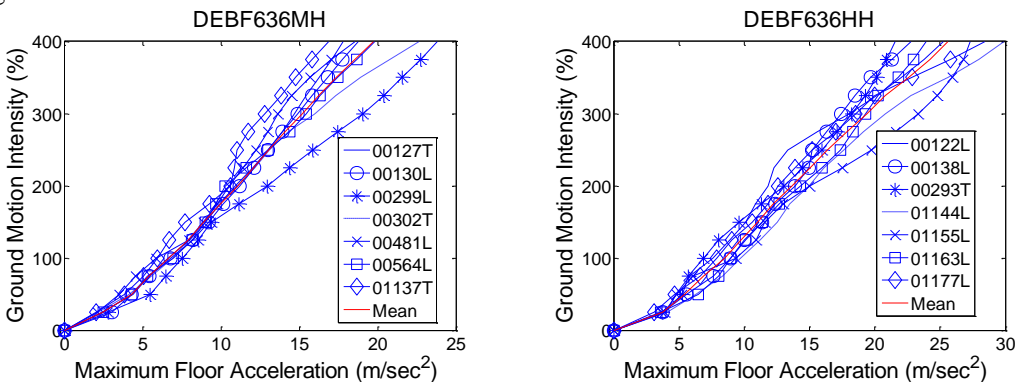 DEBF636MH
Ground Motion Intensity (%)
400
300
200
100
0
0 5 10 15 20 25
Maximum Floor Acceleration (m/sec2)
00127T
00130L
00299L
00302T
00481L
00564L
01137T
Mean
DEBF636HH
Ground Motion Intensity (%)
400
300
200
100
0
0 5 10 15 20 25 30
Maximum Floor Acceleration (m/sec2)
00122L
00138L
00293T
01144L
01155L
01163L
01177L
Mean